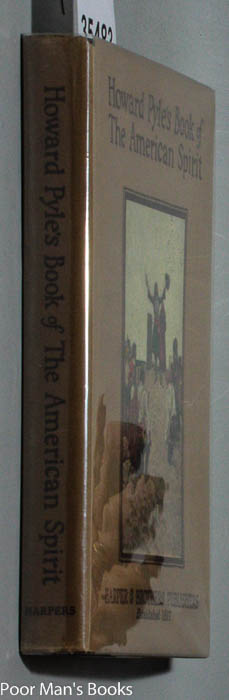 35483
Howard Pyle's Book of
The American Spirit
Howard Pyle's Book of The American Spirit
HARPERS
HARPER & BROTHERS PUBLISHERS
Established 1817
Poor Man's Books